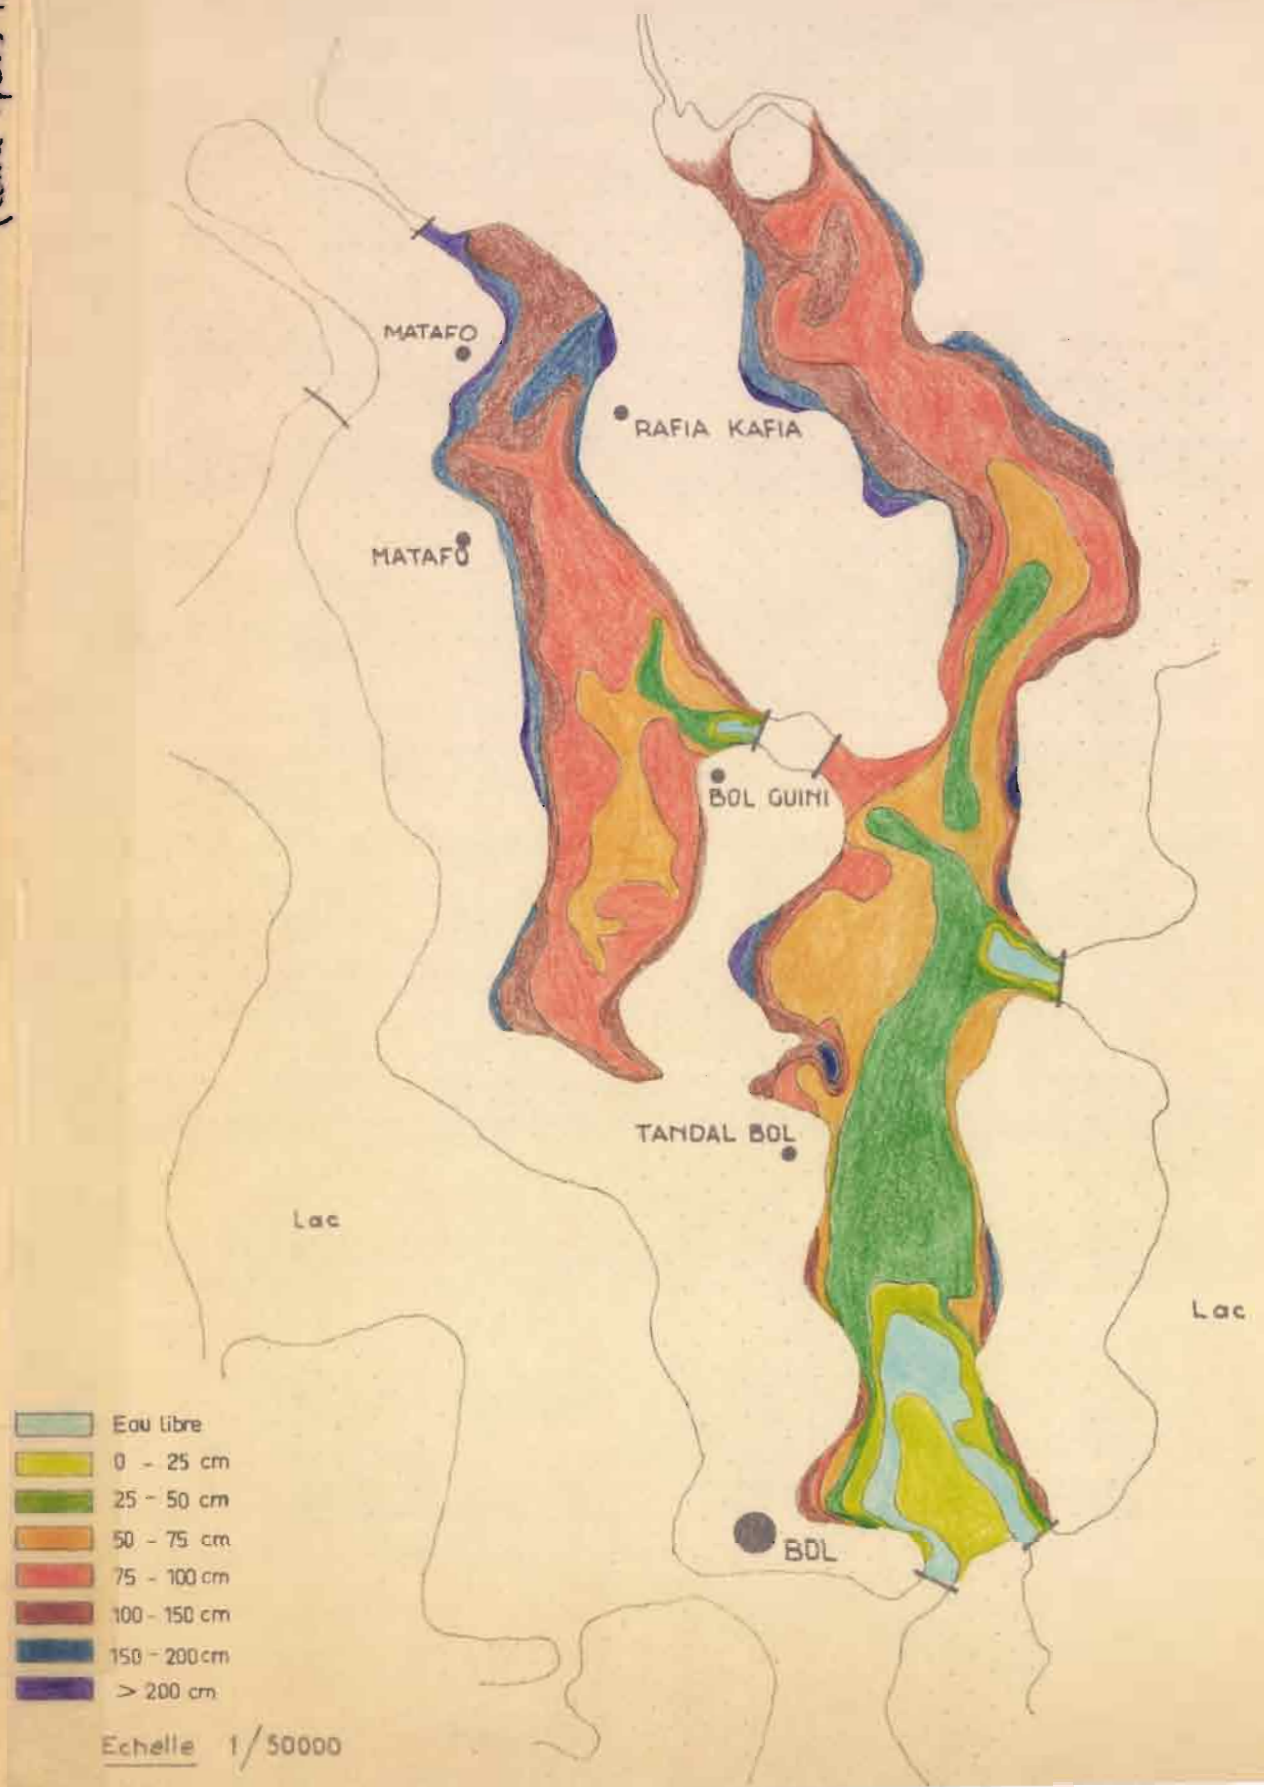 MATAFO
RAFIA KAFIA
MATAFO
BOL GUINI
TANDAL BOL
Lac
Lac
Eau libre
0 - 25 cm
25 - 50 cm
50 - 75 cm
75 - 100 cm
100 - 150 cm
150 - 200 cm
> 200 cm
BOL
Echelle 1/50000